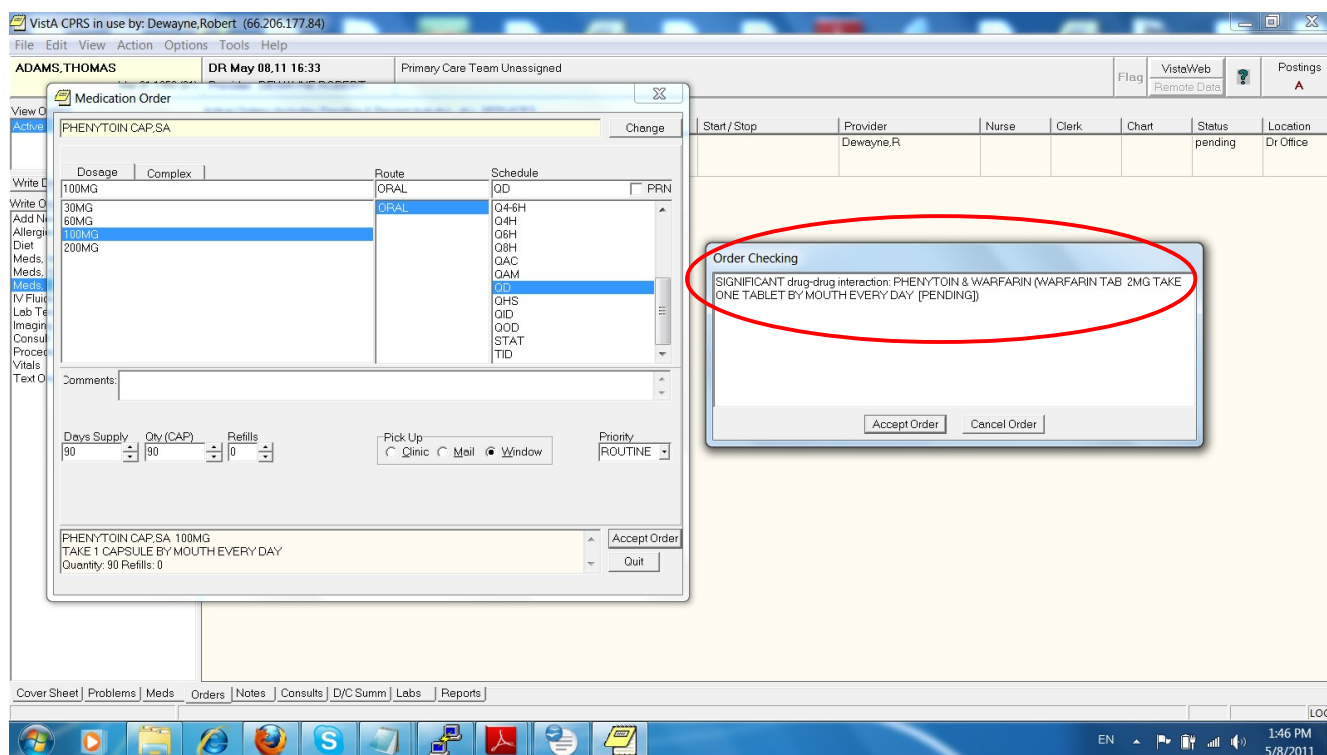 VistA CPRS in use by: Dewayne,Robert (66.206.177.84)
File Edit View Action Options Tools Help
ADAMS,THOMAS
DR May 08,11 16:33
Primary Care Team Unassigned
Flag
VistaWeb
Remote Data
?
Postings
A
Medication Order
View O
Active
PHENYTOIN CAP,SA
Change
Start / Stop Provider Nurse Clerk Chart Status Location
Dewayne,R pending Dr Office
Dosage Complex Route Schedule
100MG ORAL QD PRN
30MG
60MG
100MG
200MG
ORAL
Q4-6H
Q4H
Q6H
Q8H
QAC
QAM
QD
QHS
QID
QOD
STAT
TID
Write D
Write O
Add N
Allergi
Diet
Meds,
Meds,
Meds,
IV Fluid
Lab Te
Imagin
Consul
Proced
Vitals
Text O
Comments:
Days Supply Qty (CAP) Refills Pick Up Priority
90 90 0 Clinic Mail Window ROUTINE
PHENYTOIN CAP,SA 100MG
TAKE 1 CAPSULE BY MOUTH EVERY DAY
Quantity: 90 Refills: 0
Accept Order
Quit
Order Checking
SIGNIFICANT drug-drug interaction: PHENYTOIN & WARFARIN (WARFARIN TAB 2MG TAKE
ONE TABLET BY MOUTH EVERY DAY [PENDING])
Accept Order Cancel Order
Cover Sheet Problems Meds Orders Notes Consults D/C Summ Labs Reports
LOC
EN 1:46 PM
5/8/2011